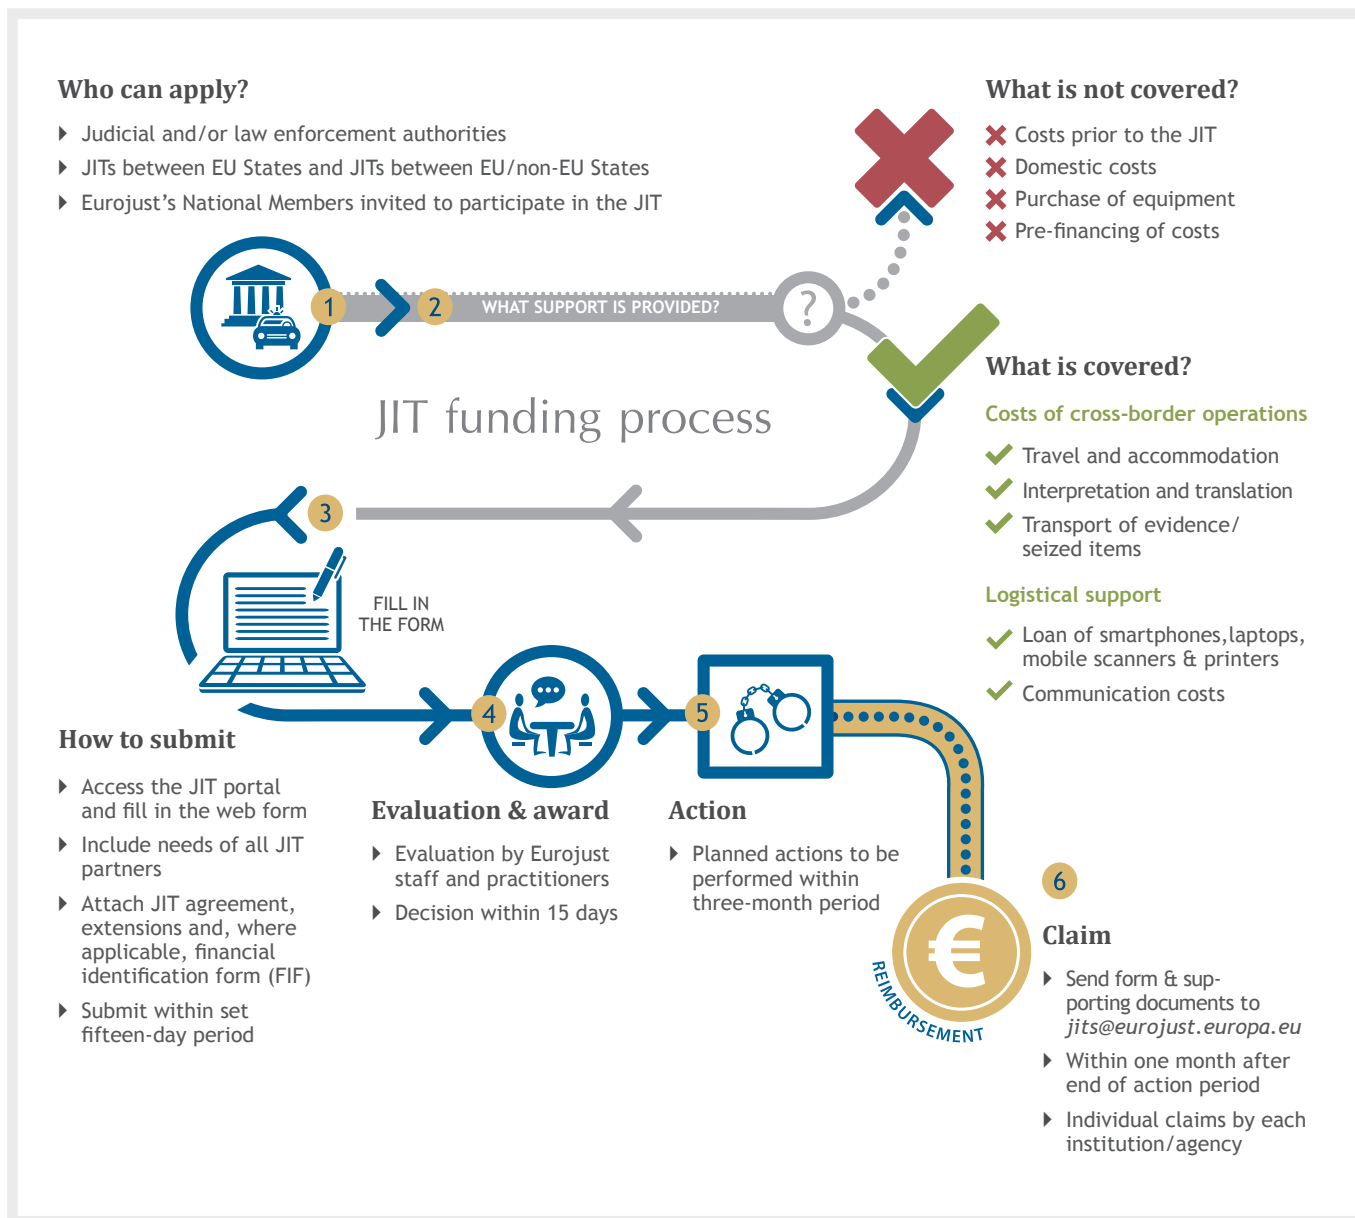 Who can apply?
Judicial and/or law enforcement authorities
JITs between EU States and JITs between EU/non-EU States
Eurojust's National Members invited to participate in the JIT
What is not covered?
Costs prior to the JIT
Domestic costs
Purchase of equipment
Pre-financing of costs
1
2
WHAT SUPPORT IS PROVIDED?
?
JIT funding process
What is covered?
Costs of cross-border operations
Travel and accommodation
Interpretation and translation
Transport of evidence/
seized items
Logistical support
Loan of smartphones,laptops,
mobile scanners & printers
Communication costs
3
FILL IN
THE FORM
How to submit
Access the JIT portal
and fill in the web form
Include needs of all JIT
partners
Attach JIT agreement,
extensions and, where
applicable, financial
identification form (FIF)
Submit within set
fifteen-day period
4
Evaluation & award
Evaluation by Eurojust
staff and practitioners
Decision within 15 days
5
Action
Planned actions to be
performed within
three-month period
€
REIMBURSEMENT
6
Claim
Send form & sup-
porting documents to
jits@eurojust.europa.eu
Within one month after
end of action period
Individual claims by each
institution/agency